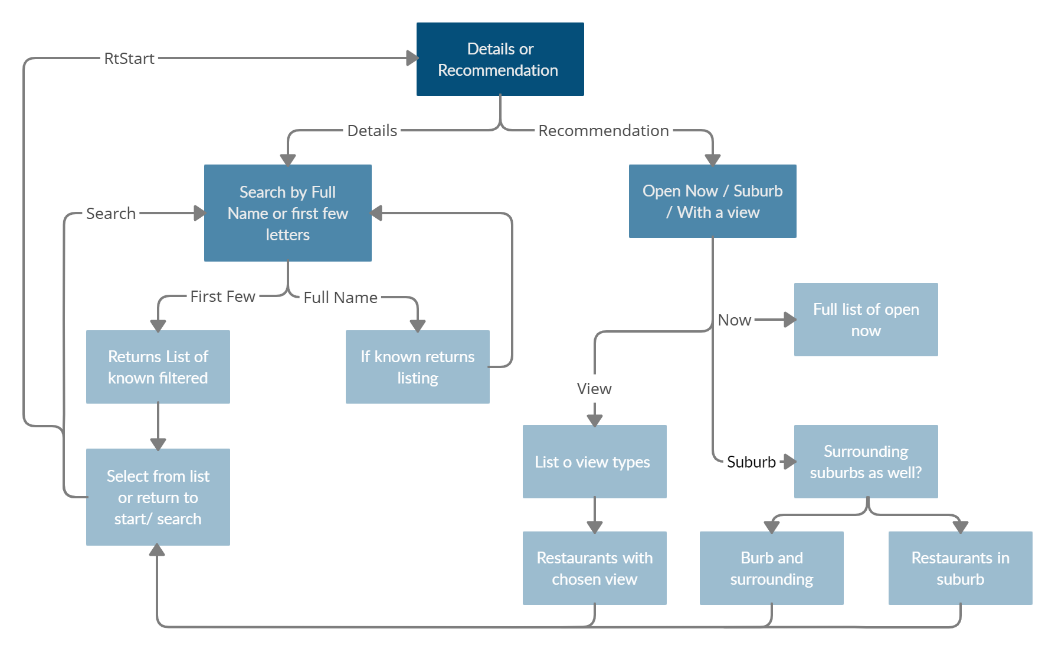 Details or
Recommendation
RtStart
Details
Recommendation
Search by Full
Name or first few
letters
Open Now / Suburb
/ With a view
Search
First Few
Full Name
Now
Full list of open
now
Returns List of
known filtered
If known returns
listing
View
List o view types
Suburb
Surrounding
suburbs as well?
Select from list
or return to
start/ search
Restaurants with
chosen view
Burb and
surrounding
Restaurants in
suburb